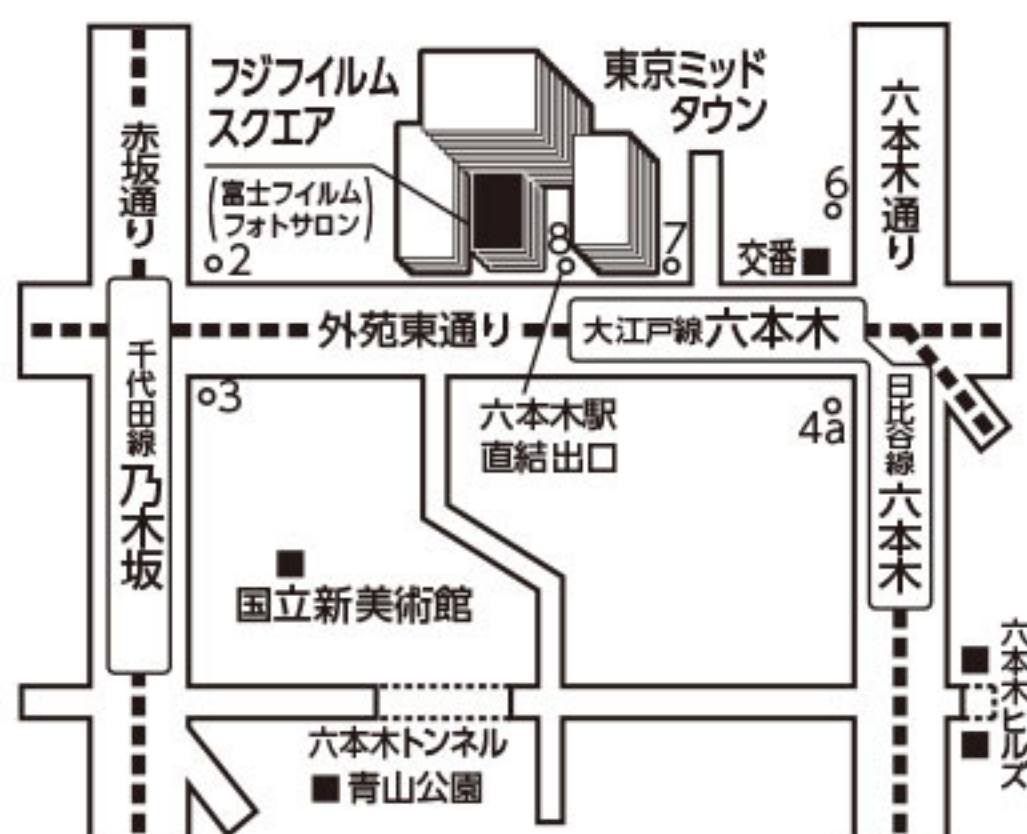 フジフイルム
スクエア
(富士フイルム
フォトサロン)
東京ミッド
タウン
赤坂通り
六本木通り
6
2
8
7
交番
外苑東通り
大江戸線 六本木
千代田線 乃木坂
3
六本木駅
直結出口
4a
日比谷線 六本木
国立新美術館
六本木ヒルズ
六本木トンネル
青山公園